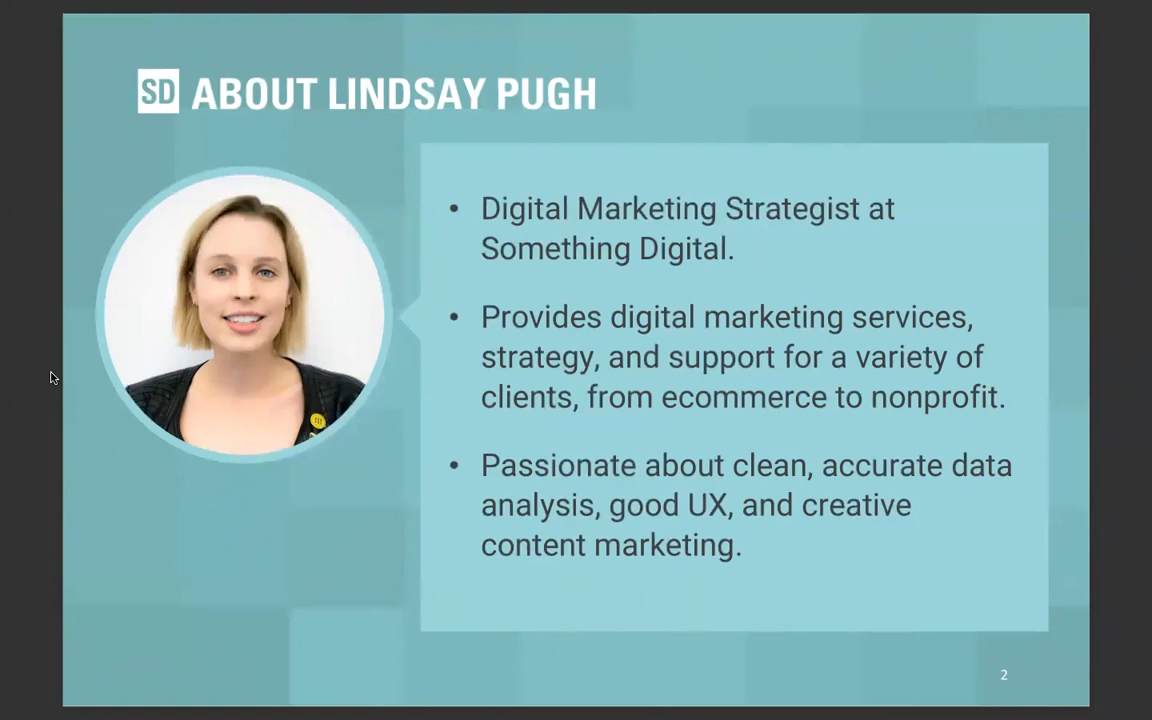 SD ABOUT LINDSAY PUGH
• Digital Marketing Strategist at
Something Digital.
• Provides digital marketing services,
strategy, and support for a variety of
clients, from ecommerce to nonprofit.
• Passionate about clean, accurate data
analysis, good UX, and creative
content marketing.
2